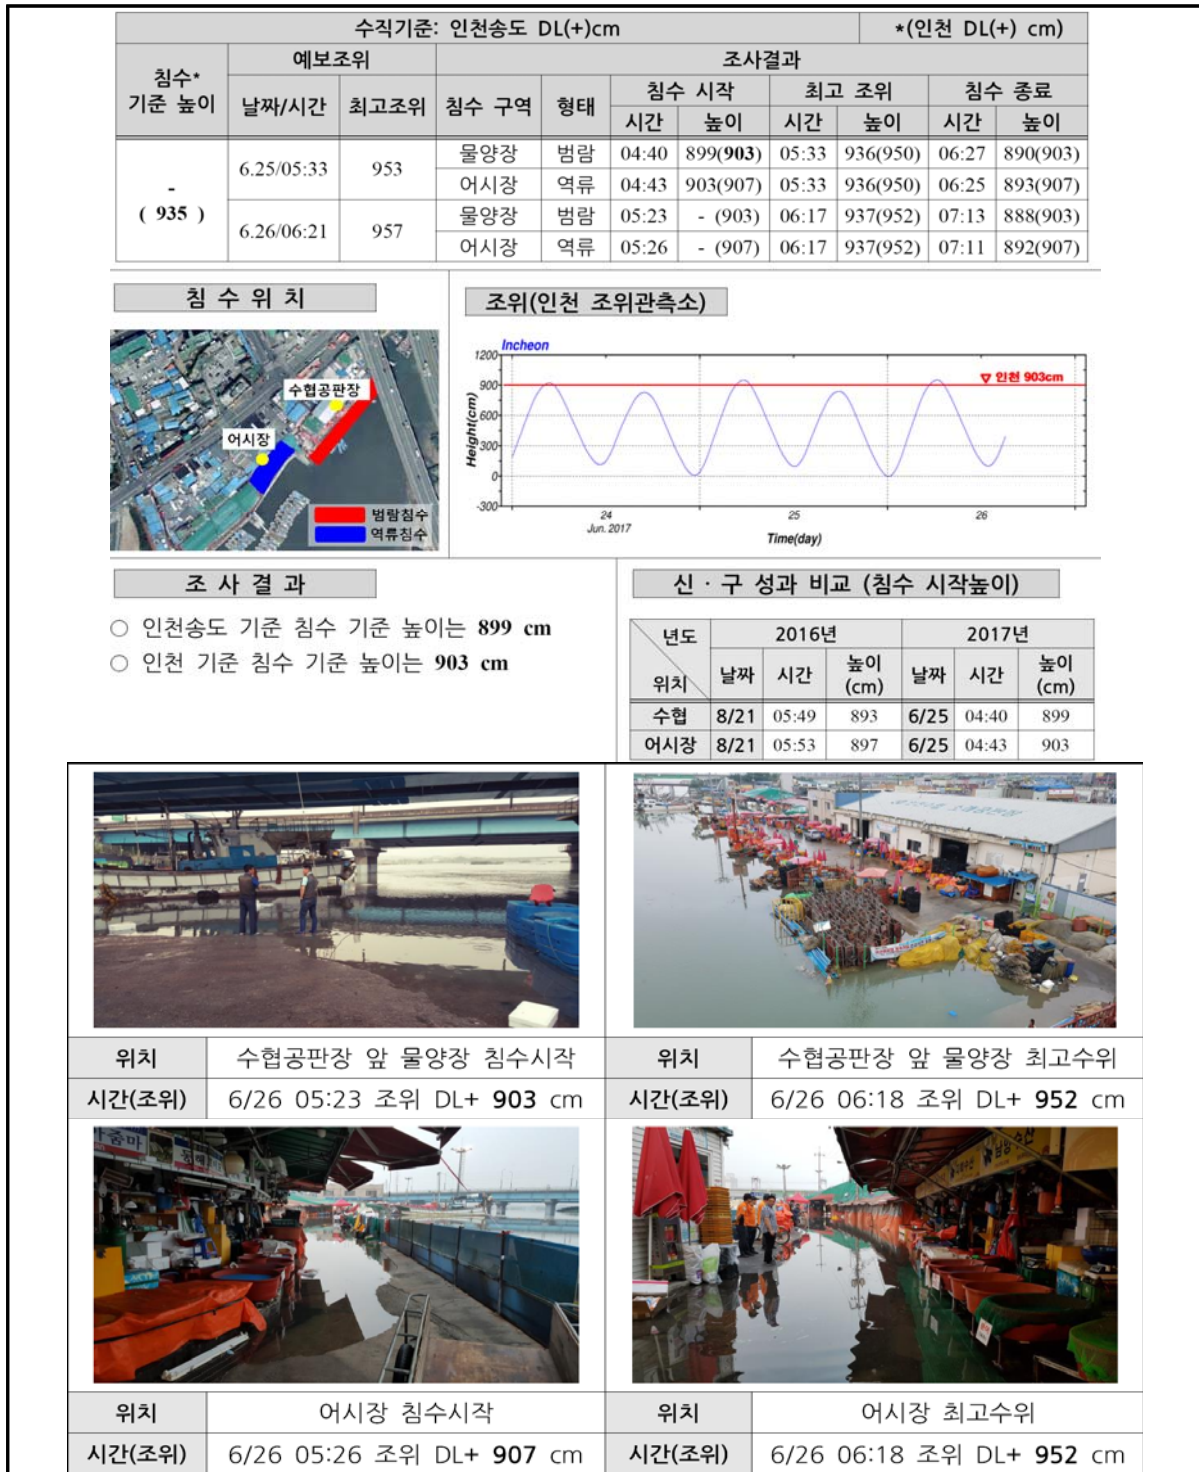 수직기준: 인천송도 DL(+)cm *(인천 DL(+) cm)
침수* 기준 높이 예보조위 조사결과
날짜/시간 최고조위 침수 구역 형태 침수 시작 최고 조위 침수 종료
시간 높이 시간 높이 시간 높이
- ( 935 )
6.25/05:33 953 물양장 범람 04:40 899(903) 05:33 936(950) 06:27 890(903)
어시장 역류 04:43 903(907) 05:33 936(950) 06:25 893(907)
6.26/06:21 957 물양장 범람 05:23 - (903) 06:17 937(952) 07:13 888(903)
어시장 역류 05:26 - (907) 06:17 937(952) 07:11 892(907)
침 수 위 치
수협공판장
어시장
범람침수
역류침수
조위(인천 조위관측소)
Incheon
1200
900
600
300
0
-300
Height(cm)
▽ 인천 903cm
24 25 26
Jun. 2017
Time(day)
조 사 결 과
○ 인천송도 기준 침수 기준 높이는 899 cm
○ 인천 기준 침수 기준 높이는 903 cm
신 · 구 성과 비교 (침수 시작높이)
년도 2016년 2017년
위치 날짜 시간 높이 (cm) 날짜 시간 높이 (cm)
수협 8/21 05:49 893 6/25 04:40 899
어시장 8/21 05:53 897 6/25 04:43 903
위치 수협공판장 앞 물양장 침수시작
시간(조위) 6/26 05:23 조위 DL+ 903 cm
위치 수협공판장 앞 물양장 최고수위
시간(조위) 6/26 06:18 조위 DL+ 952 cm
위치 어시장 침수시작
시간(조위) 6/26 05:26 조위 DL+ 907 cm
위치 어시장 최고수위
시간(조위) 6/26 06:18 조위 DL+ 952 cm